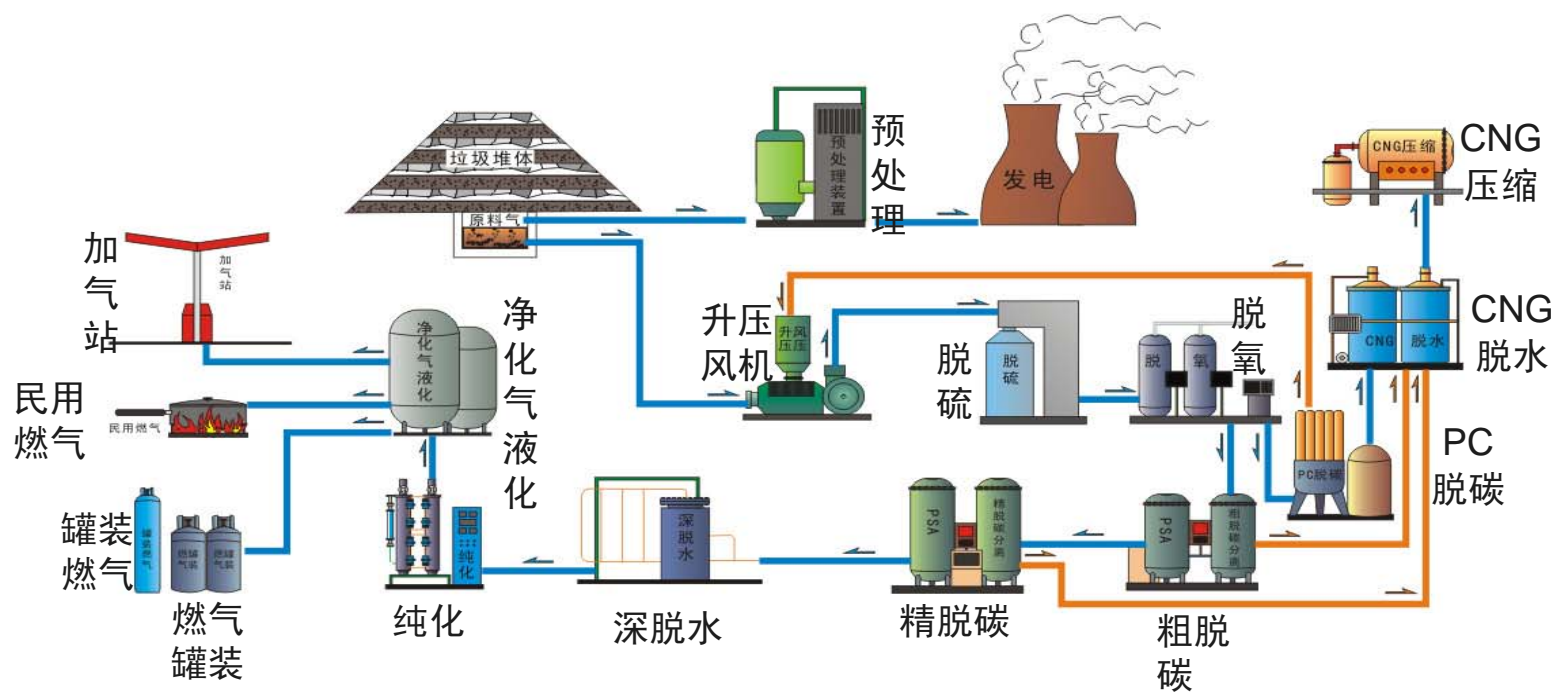 垃圾堆体
原料气
预处理装置
预
处
理
发电
CNG压缩
CNG
压缩
加
气
站
加气站
净化气液化
净
化
气
液
化
升压
风机
升压
风压
脱
硫
脱硫
脱
氧
脱
氧
CNG
脱水
CNG
脱水
民用
燃气
民用燃气
PC脱碳
PC
脱碳
罐装
燃气
罐装燃气
燃气
罐装
燃气
罐装
燃气
罐装
纯化
纯化
深脱水
深脱水
PSA
精脱碳分离
精脱碳
PSA
粗脱碳分离
粗脱
碳